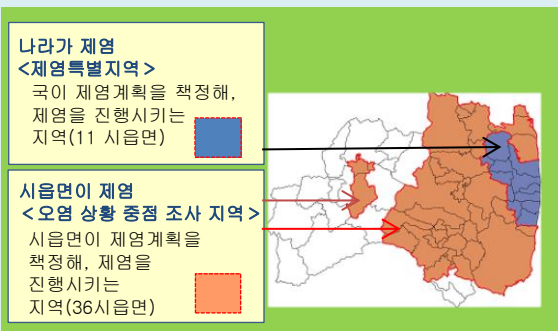 나라가 제염
<제염특별지역>
국이 제염계획을 책정해,
제염을 진행시키는
지역(11 시읍면)
시읍면이 제염
<오염 상황 중점 조사 지역>
시읍면이 제염계획을
책정해, 제염을
진행시키는
지역(36시읍면)